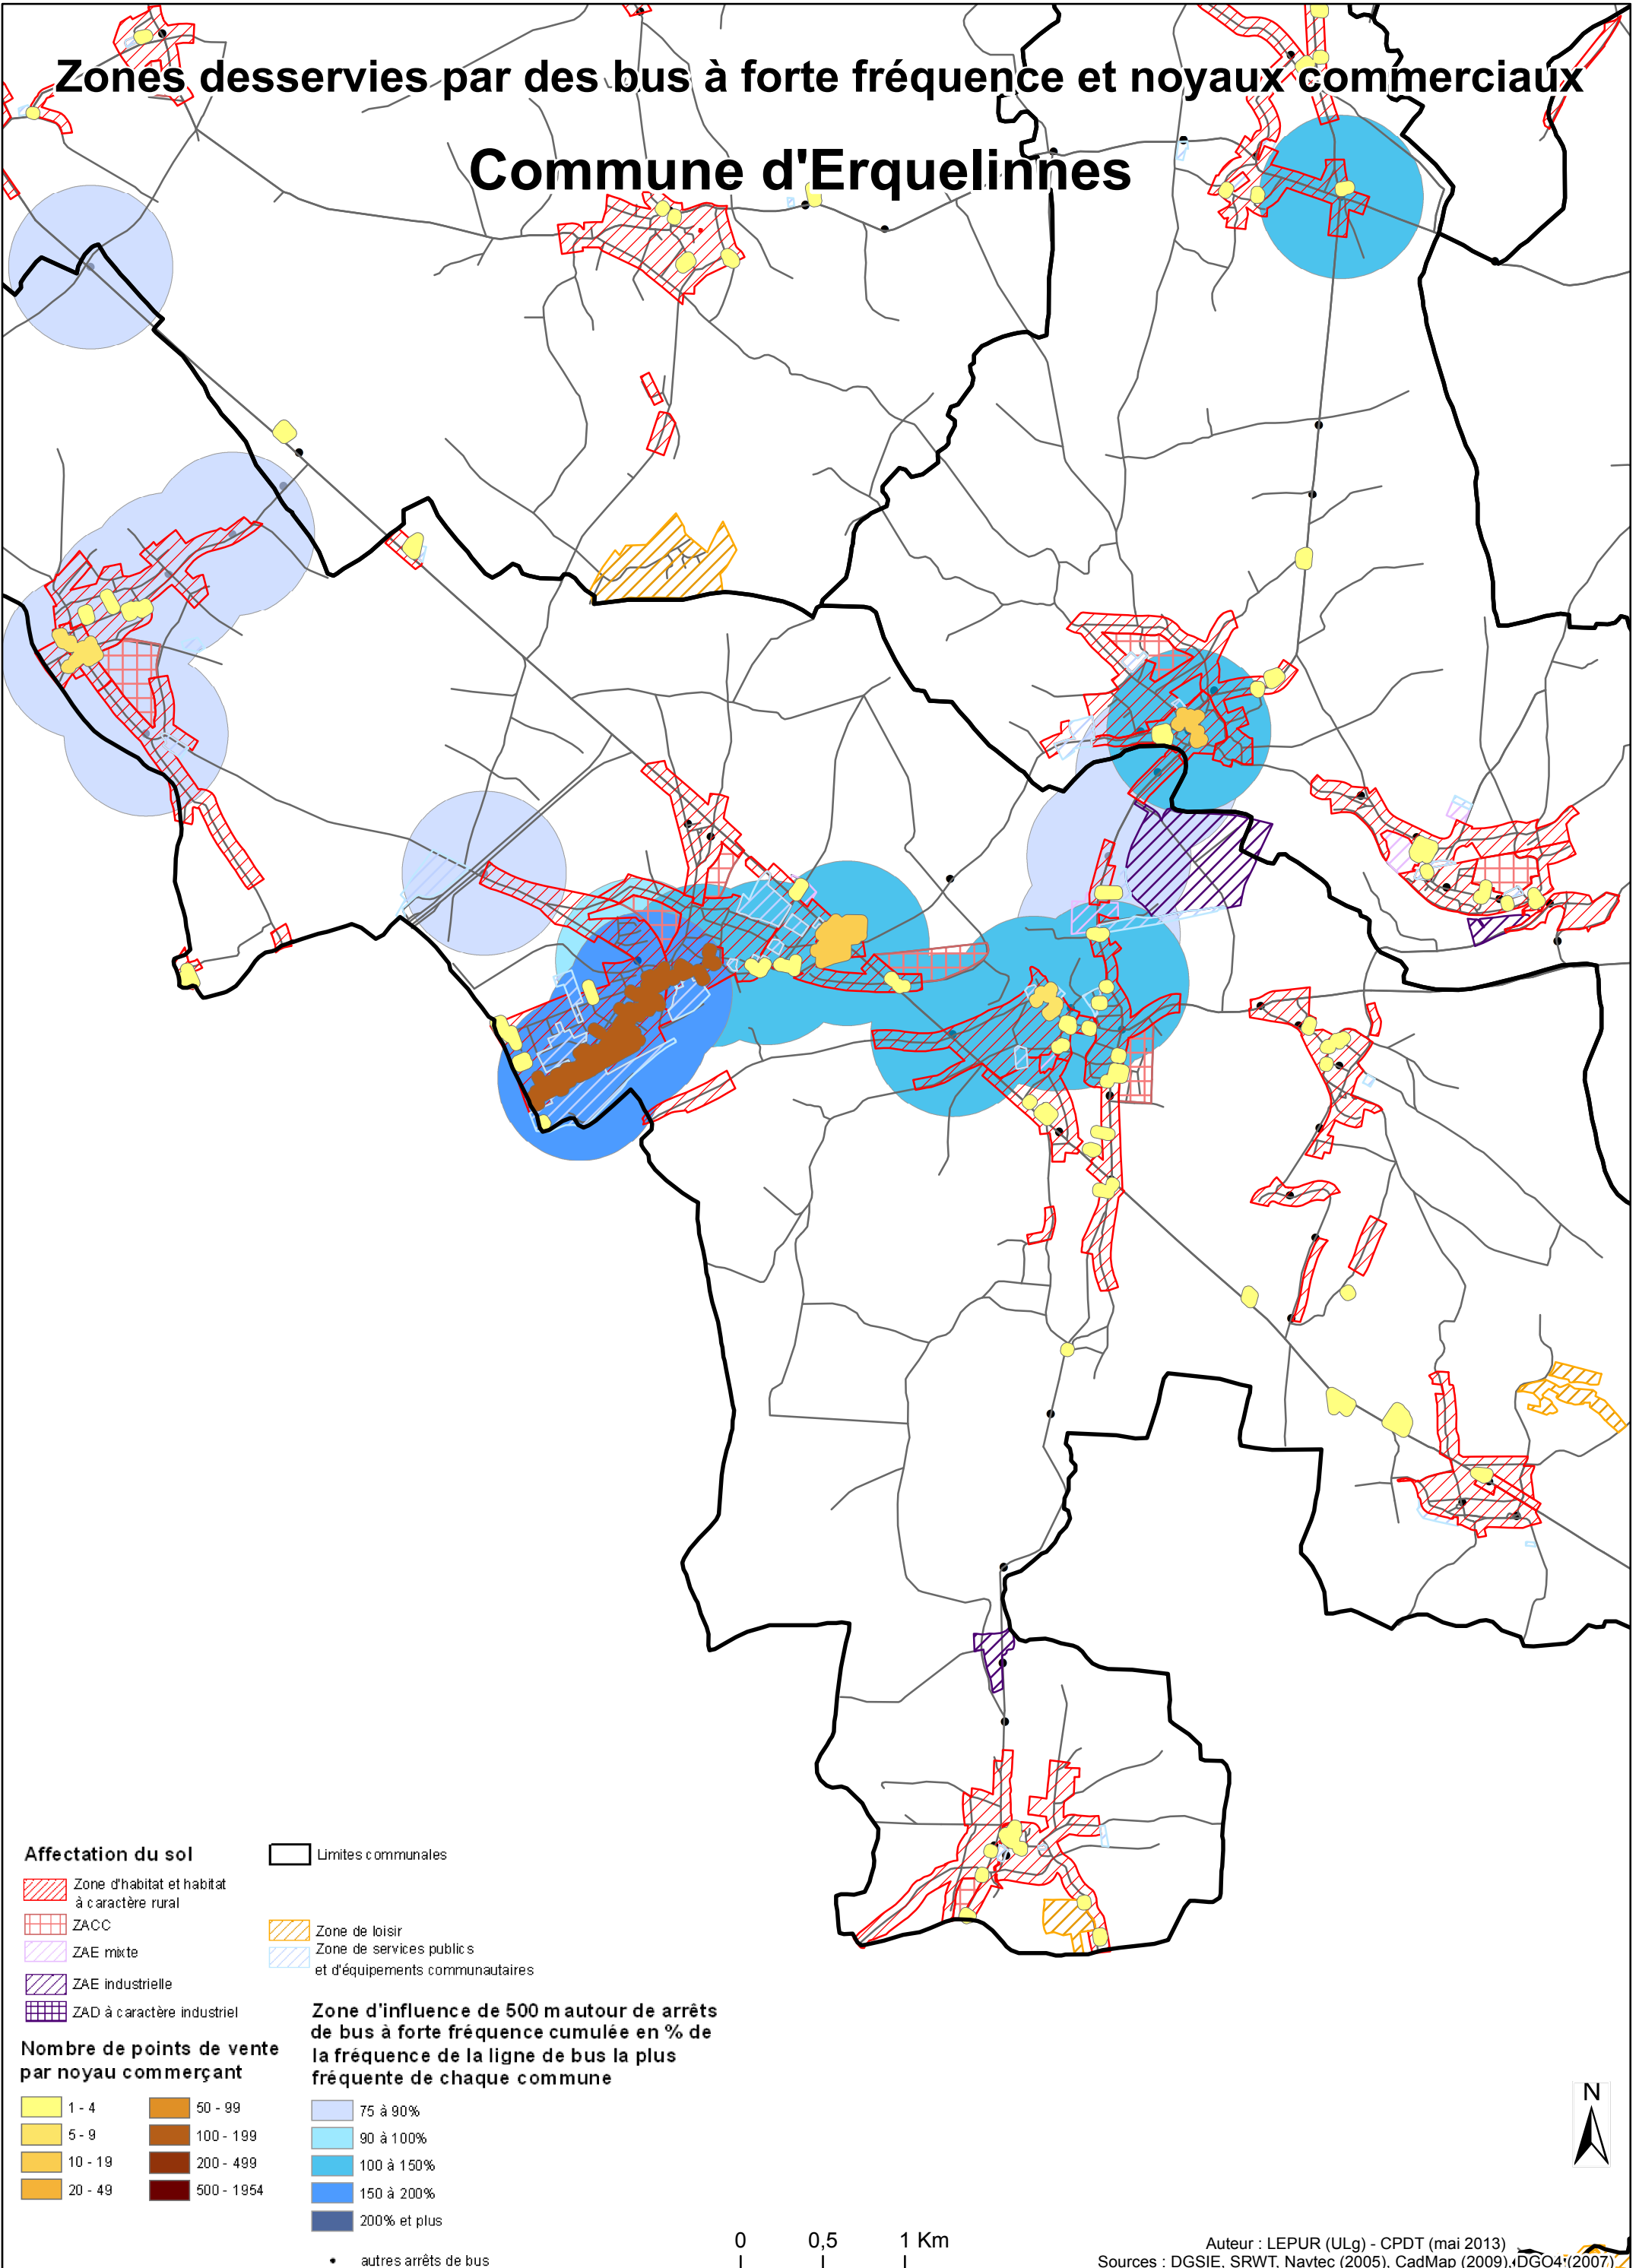 Zones desservies par des bus à forte fréquence et noyaux commerciaux
Commune d'Erquelinnes
Affectation du sol
Zone d'habitat et habitat
à caractère rural
ZACC
ZAE mixte
ZAE industrielle
ZAD à caractère industriel
Limites communales
Zone de loisir
Zone de services publics
et d'équipements communautaires
Nombre de points de vente
par noyau commerçant
1 - 4
5 - 9
10 - 19
20 - 49
50 - 99
100 - 199
200 - 499
500 - 1954
Zone d'influence de 500 m autour de arrêts
de bus à forte fréquence cumulée en % de
la fréquence de la ligne de bus la plus
fréquente de chaque commune
75 à 90%
90 à 100%
100 à 150%
150 à 200%
200% et plus
autres arrêts de bus
0 0,5 1 Km
N
Auteur : LEPUR (ULg) - CPDT (mai 2013)
Sources : DGSIE, SRWT, Navtec (2005), CadMap (2009), DGO4 (2007)